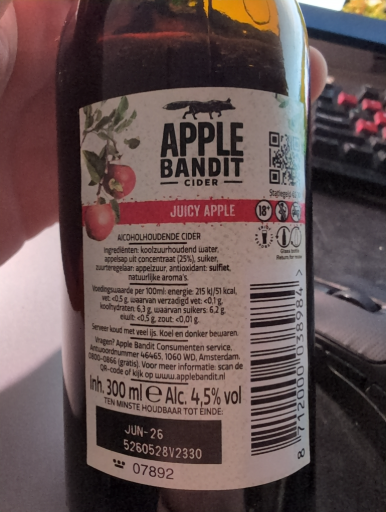 APPLE
BANDIT
CIDER
JUICY APPLE
18+
ALCOHOLHOUDENDE CIDER
Ingrediënten: koolzuurhoudend water,
appelsap uit concentraat (25%), suiker,
zuurteregelaar: appelzuur, antioxidant: sulfiet,
natuurlijke aroma's.
Voedingswaarde per 100ml: energie: 215 kJ/51 kcal,
vet: <0,5 g, waarvan verzadigd vet: <0,1 g,
koolhydraten: 6,3 g, waarvan suikers: 6,2 g,
eiwit: <0,5 g, zout: <0,01 g.
Serveer koud met veel ijs. Koel en donker bewaren.
Vragen? Apple Bandit Consumenten service,
Antwoordnummer 46465, 1060 WD, Amsterdam.
0800-0866 (gratis). Voor meer informatie: scan de
QR-code of kijk op www.applebandit.nl
Inh. 300 ml e Alc. 4,5% vol
TEN MINSTE HOUDBAAR TOT EINDE:
JUN-26
5260528V2330
07892
8 712000 038984 >